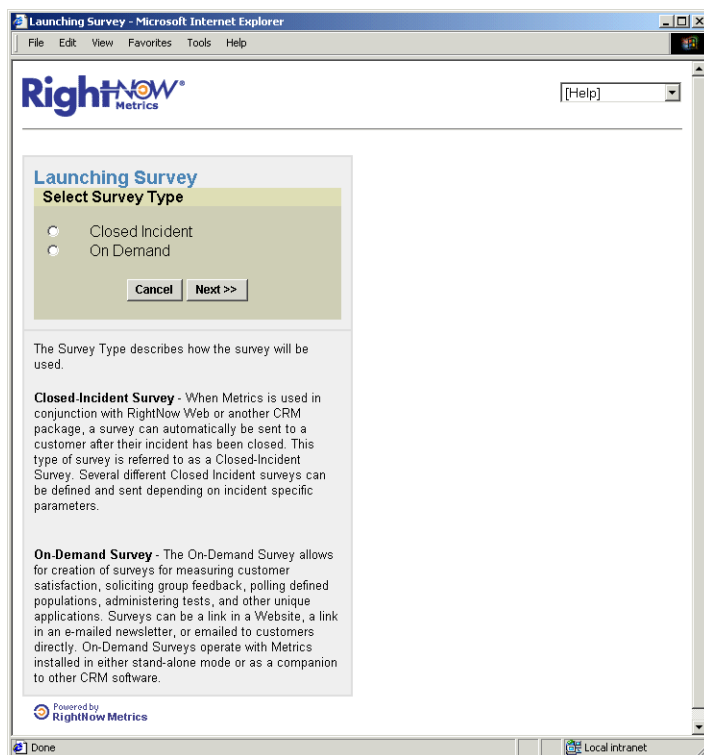 Launching Survey - Microsoft Internet Explorer
File Edit View Favorites Tools Help
RightNOW®
Metrics
[Help]
Launching Survey
Select Survey Type
Closed Incident
On Demand
Cancel Next >>
The Survey Type describes how the survey will be
used.
Closed-Incident Survey - When Metrics is used in
conjunction with RightNow Web or another CRM
package, a survey can automatically be sent to a
customer after their incident has been closed. This
type of survey is referred to as a Closed-Incident
Survey. Several different Closed Incident surveys can
be defined and sent depending on incident specific
parameters.
On-Demand Survey - The On-Demand Survey allows
for creation of surveys for measuring customer
satisfaction, soliciting group feedback, polling defined
populations, administering tests, and other unique
applications. Surveys can be a link in a Website, a link
in an e-mailed newsletter, or emailed to customers
directly. On-Demand Surveys operate with Metrics
installed in either stand-alone mode or as a companion
to other CRM software.
Powered by
RightNow Metrics
Done
Local intranet